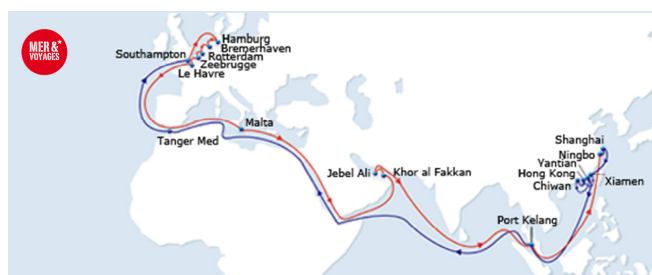 MER &*
VOYAGES
Hamburg
Bremerhaven
Southampton
Rotterdam
Zeebrugge
Le Havre
Malta
Tanger Med
Jebel Ali
Khor al Fakkan
Shanghai
Ningbo
Yantian
Hong Kong
Xiamen
Chiwan
Port Kelang